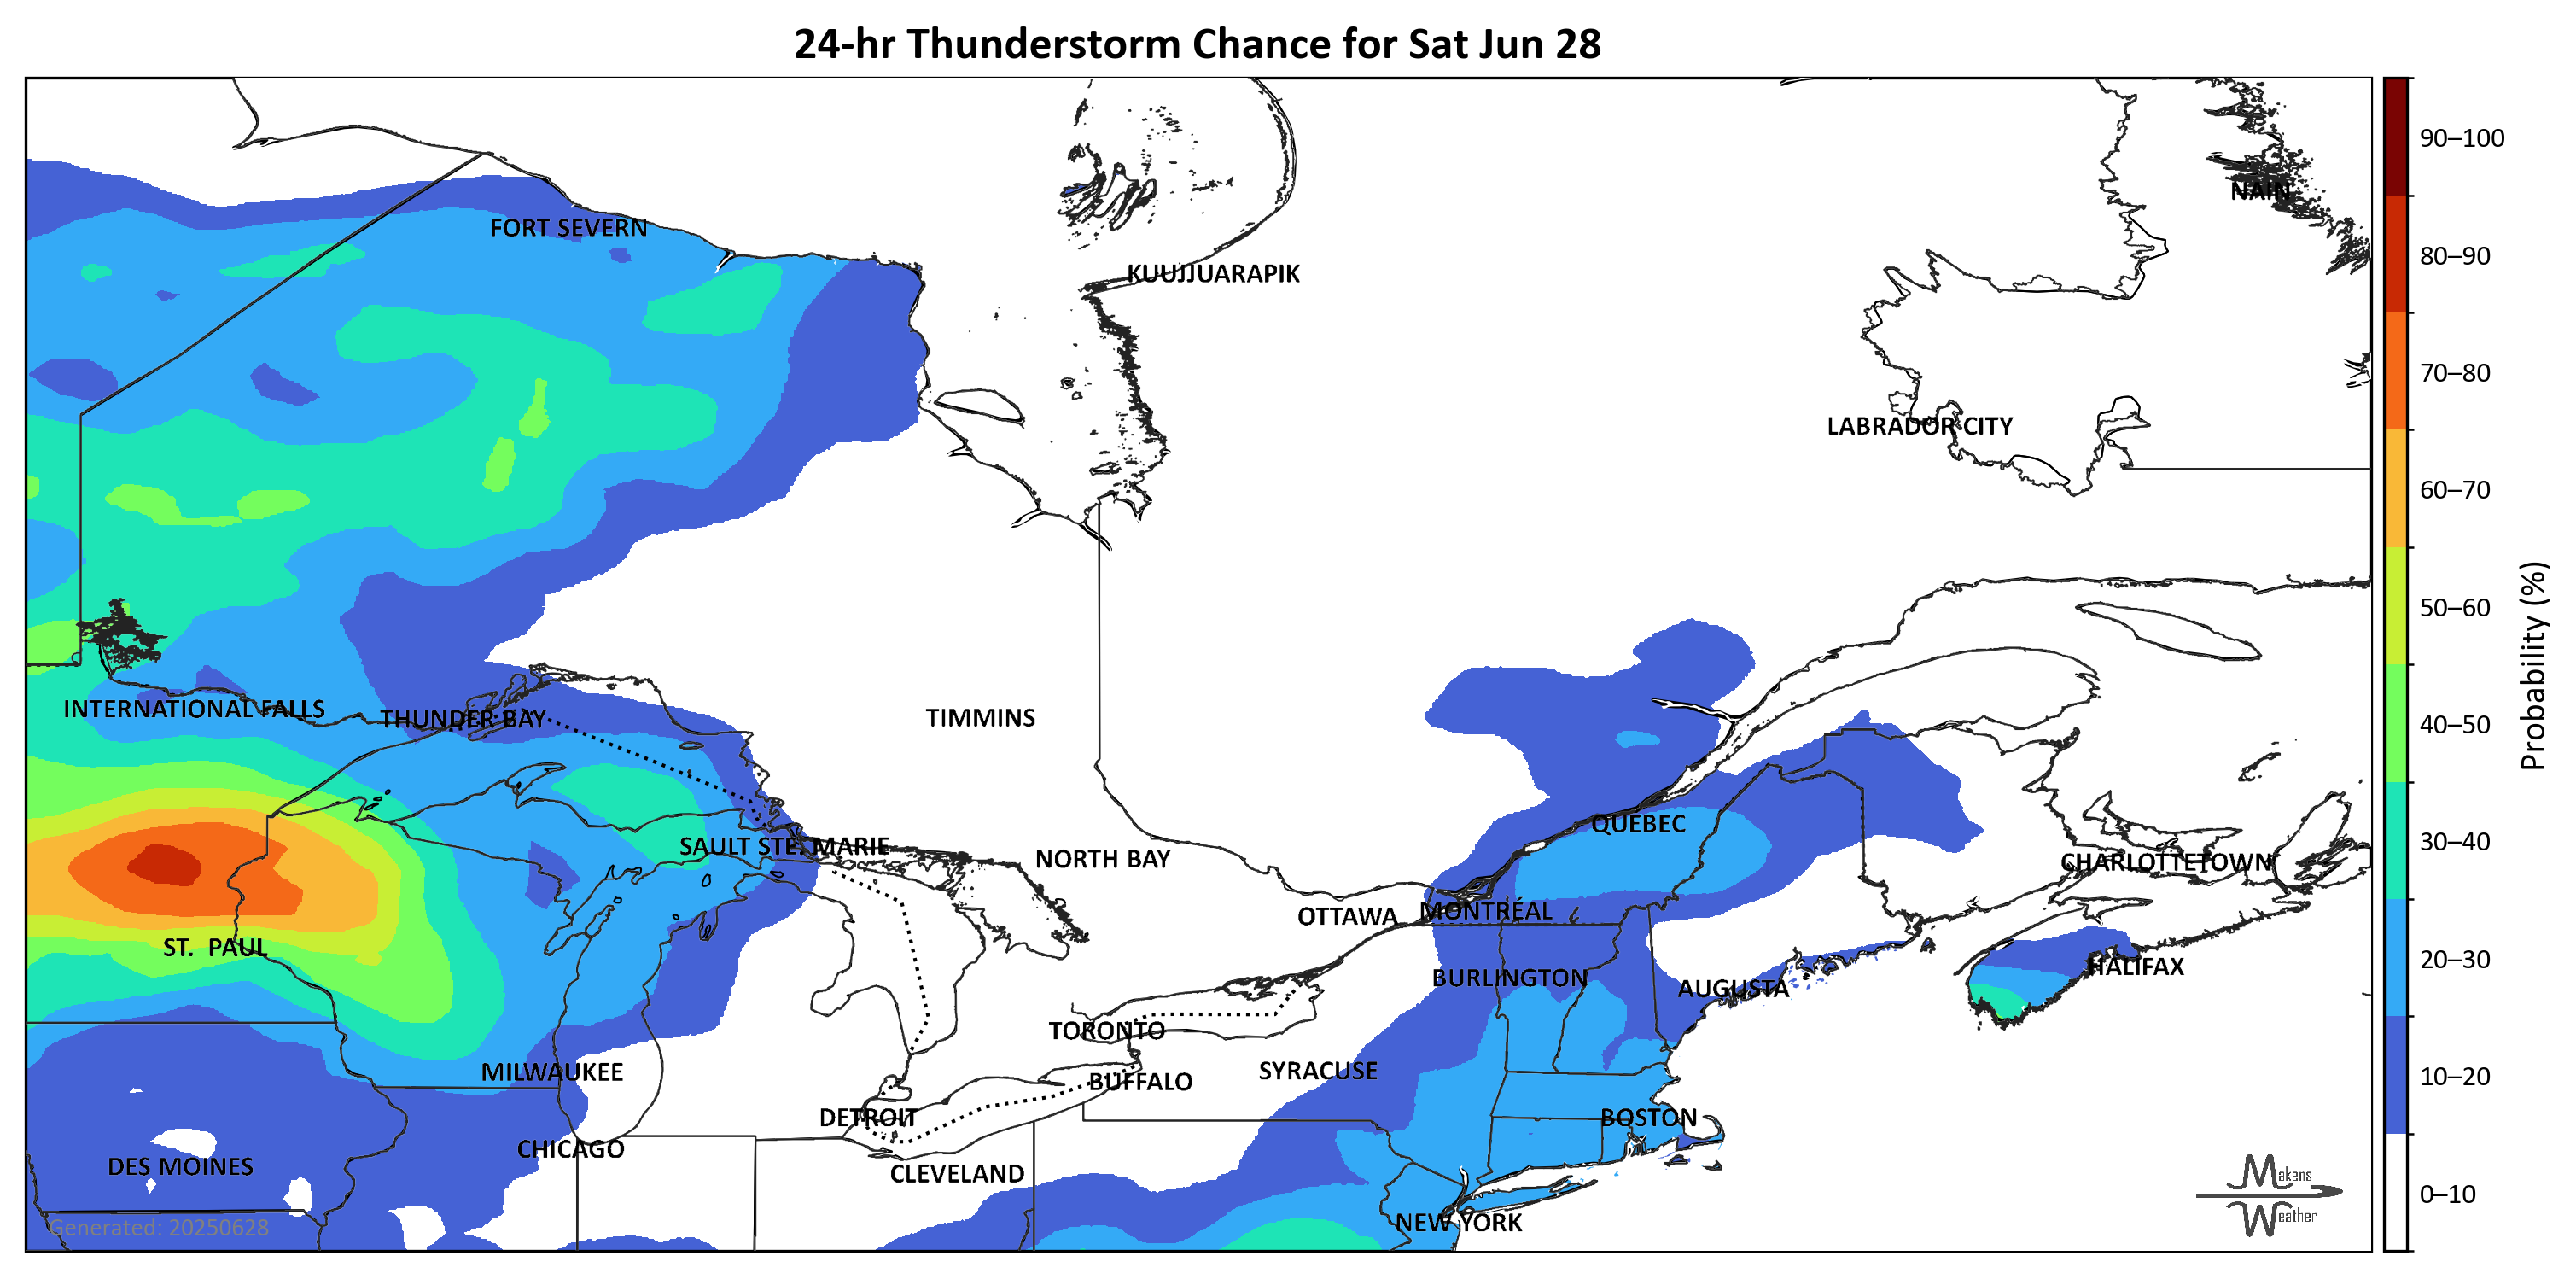 24-hr Thunderstorm Chance for Sat Jun 28
90–100
NAIN
FORT SEVERN
80–90
KUUJJUARAPIK
70–80
LABRADOR CITY
60–70
50–60
Probability (%)
INTERNATIONAL FALLS
THUNDER BAY
TIMMINS
40–50
QUEBEC
SAULT STE. MARIE
NORTH BAY
CHARLOTTETOWN
30–40
OTTAWA
MONTRÉAL
ST. PAUL
20–30
HALIFAX
BURLINGTON
AUGUSTA
TORONTO
MILWAUKEE
SYRACUSE
BUFFALO
10–20
DETROIT
BOSTON
CHICAGO
DES MOINES
CLEVELAND
Makens
0–10
Weather
NEW YORK
Generated: 20250628